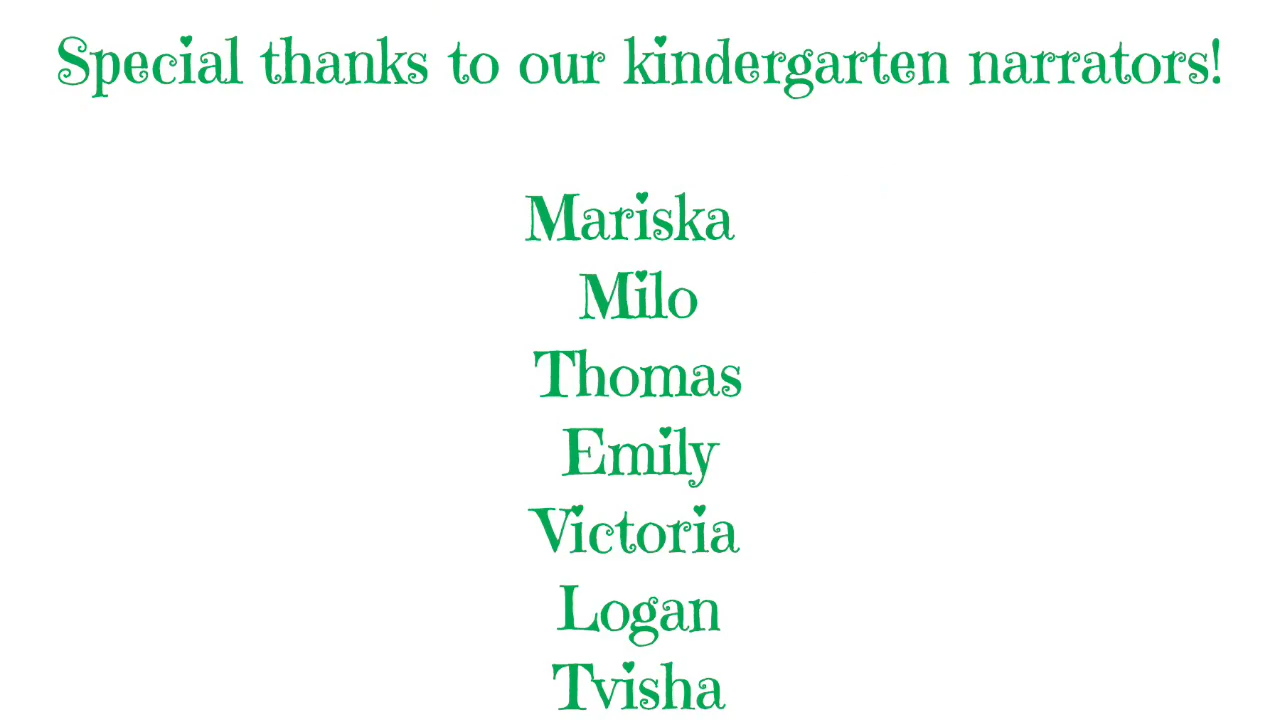 Special thanks to our kindergarten narrators!
Mariska
Milo
Thomas
Emily
Victoria
Logan
Tvisha